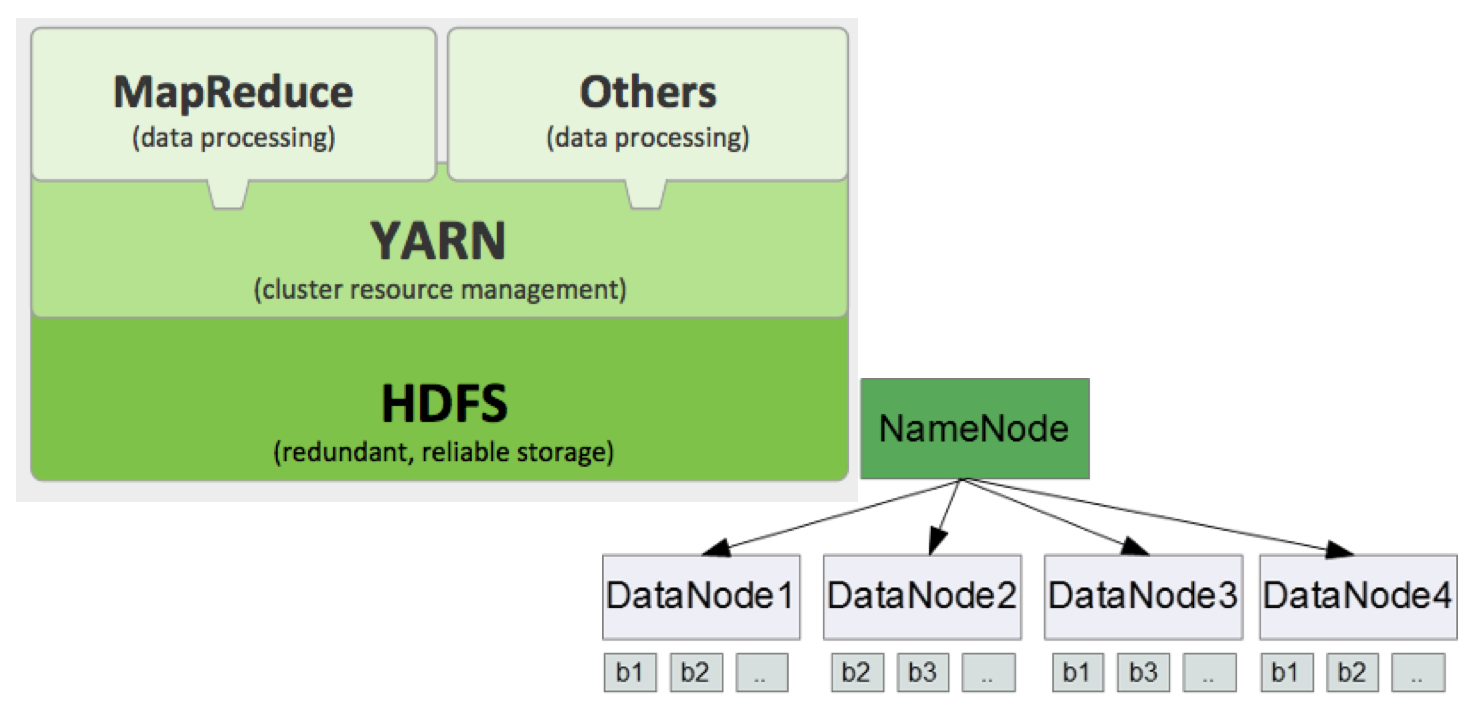 MapReduce
(data processing)
Others
(data processing)
YARN
(cluster resource management)
HDFS
(redundant, reliable storage)
NameNode
DataNode1 DataNode2 DataNode3 DataNode4
b1 b2 .. b2 b3 .. b1 b3 .. b1 b2 ..